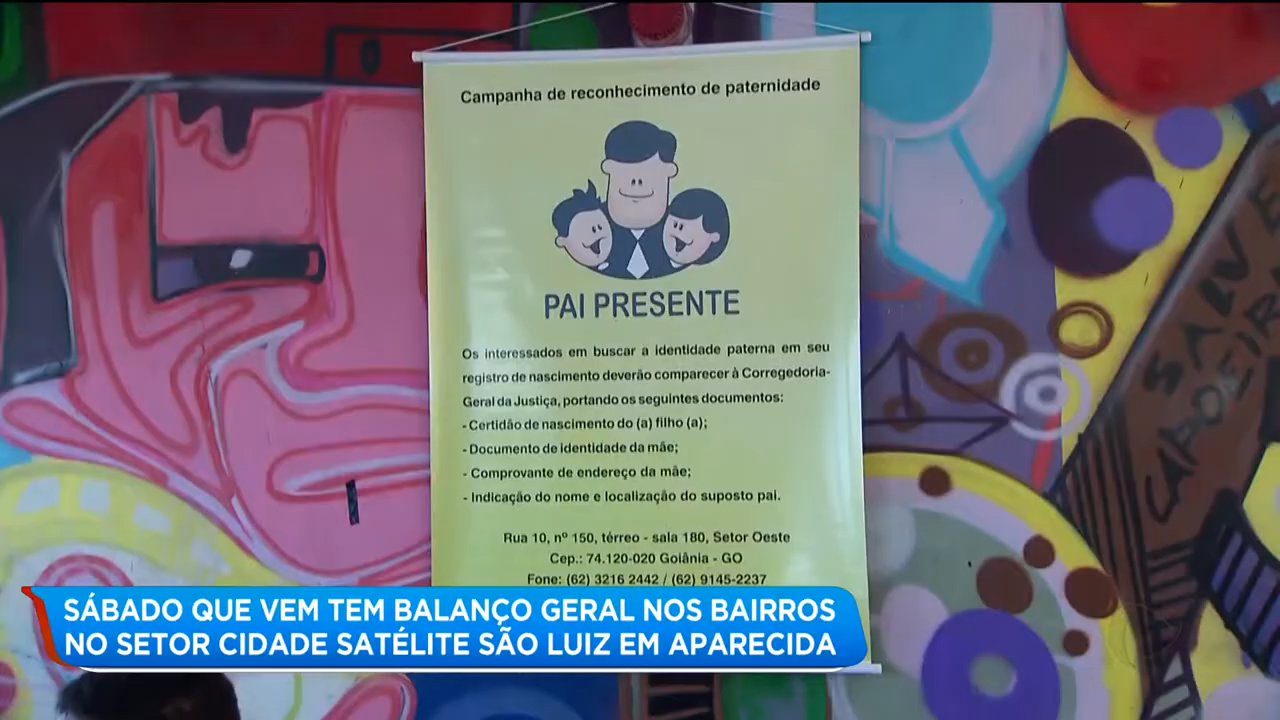 Campanha de reconhecimento de paternidade
PAI PRESENTE
Os interessados em buscar a identidade paterna em seu
registro de nascimento deverão comparecer à Corregedoria-
Geral da Justiça, portando os seguintes documentos:
- Certidão de nascimento do (a) filho (a);
- Documento de identidade da mãe;
- Comprovante de endereço da mãe;
- Indicação do nome e localização do suposto pai.
Rua 10, nº 150, térreo - sala 180, Setor Oeste
Cep.: 74.120-020 Goiânia - GO
Fone: (62) 3216 2442 / (62) 9145-2237
SALVE
CAPOEIRA
SÁBADO QUE VEM TEM BALANÇO GERAL NOS BAIRROS
NO SETOR CIDADE SATÉLITE SÃO LUIZ EM APARECIDA